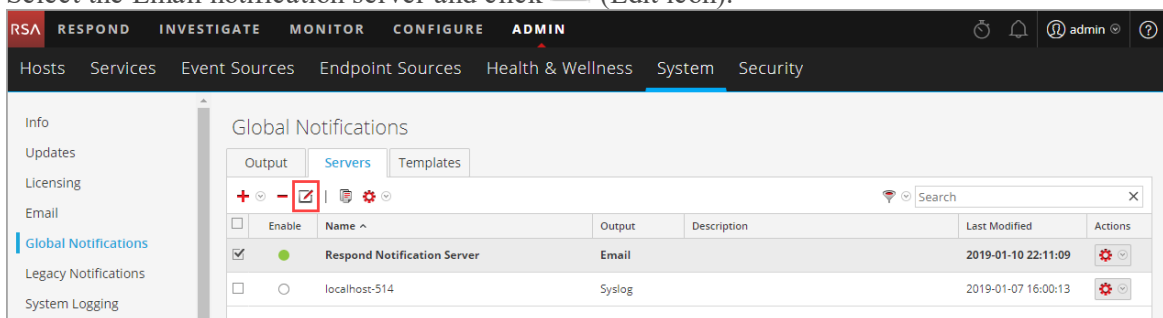 Select the Email notification server and click (Edit icon).
RSA RESPOND INVESTIGATE MONITOR CONFIGURE ADMIN admin ?
Hosts Services Event Sources Endpoint Sources Health & Wellness System Security
Info
Updates
Licensing
Email
Global Notifications
Legacy Notifications
System Logging
Global Notifications
Output Servers Templates
Search
Enable Name Output Description Last Modified Actions
Respond Notification Server Email 2019-01-10 22:11:09
localhost-514 Syslog 2019-01-07 16:00:13